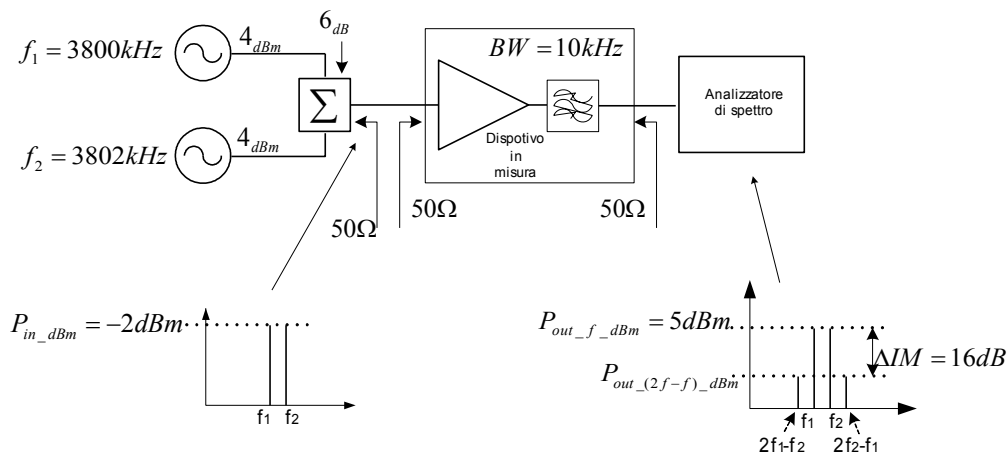 f1 = 3800kHz
4dBm
6dB
Σ
BW = 10kHz
Dispotivo
in
misura
Analizzatore
di spettro
f2 = 3802kHz
4dBm
50Ω
50Ω
50Ω
Pin_dBm = −2dBm
f1
f2
Pout_f_dBm = 5dBm
ΔIM = 16dB
Pout_(2f−f)_dBm
f1
f2
2f1-f2
2f2-f1